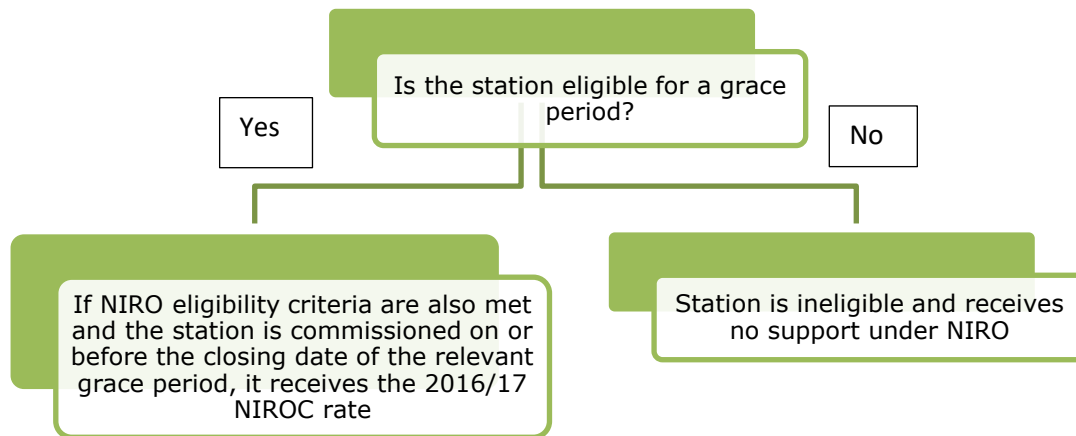 Is the station eligible for a grace
period?
Yes
No
If NIRO eligibility criteria are also met
and the station is commissioned on or
before the closing date of the relevant
grace period, it receives the 2016/17
NIROC rate
Station is ineligible and receives
no support under NIRO